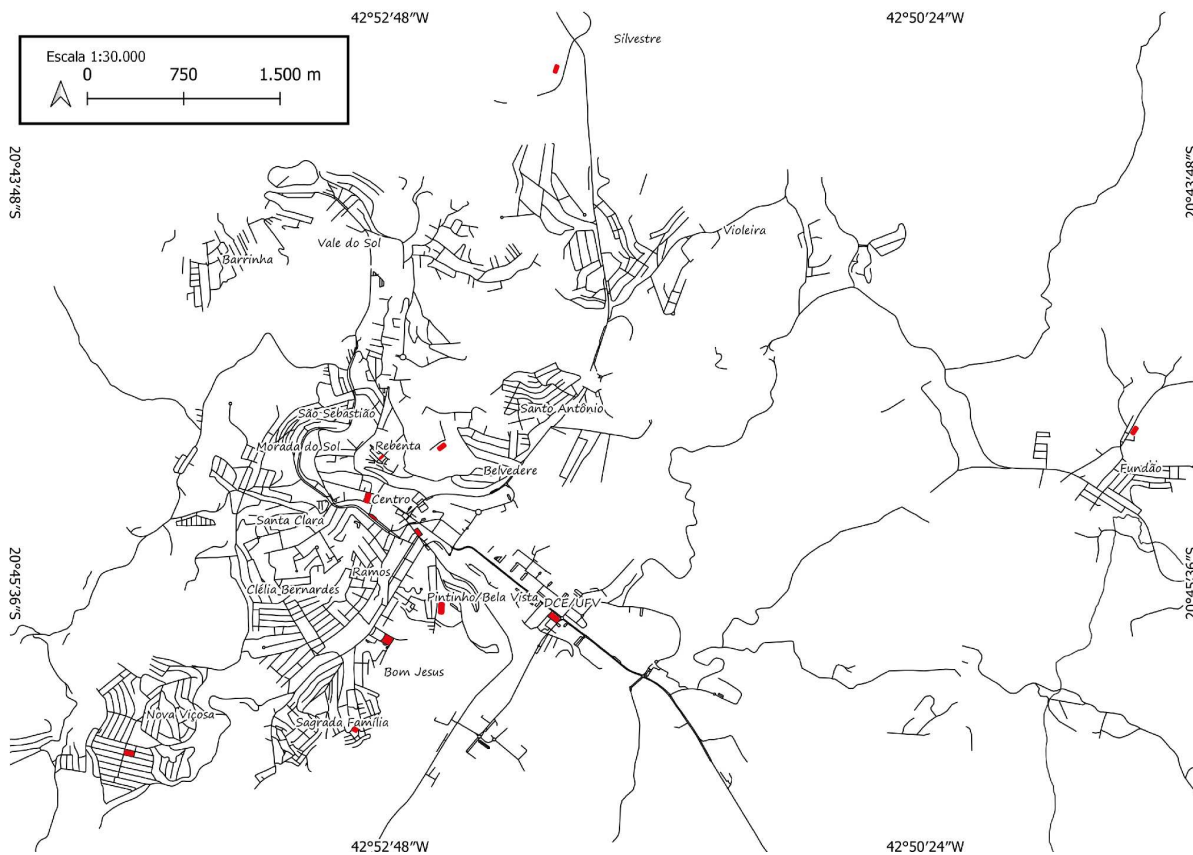 42°52'48"W
42°50'24"W
Silvestre
Escala 1:30.000
0 750 1.500 m
20°43'48"S
20°43'48"S
Violeira
Vale do Sol
Barrinha
São Sebastião
Santo Antônio
Morada do Sol
Rebenta
Belvedere
Fundão
Centro
Santa Clara
20°45'36"S
20°45'36"S
Ramos
Clélia Bernardes
Pintinho/Bela Vista
DCE/UFV
Bom Jesus
Nova Viçosa
Sagrada Família
42°52'48"W
42°50'24"W